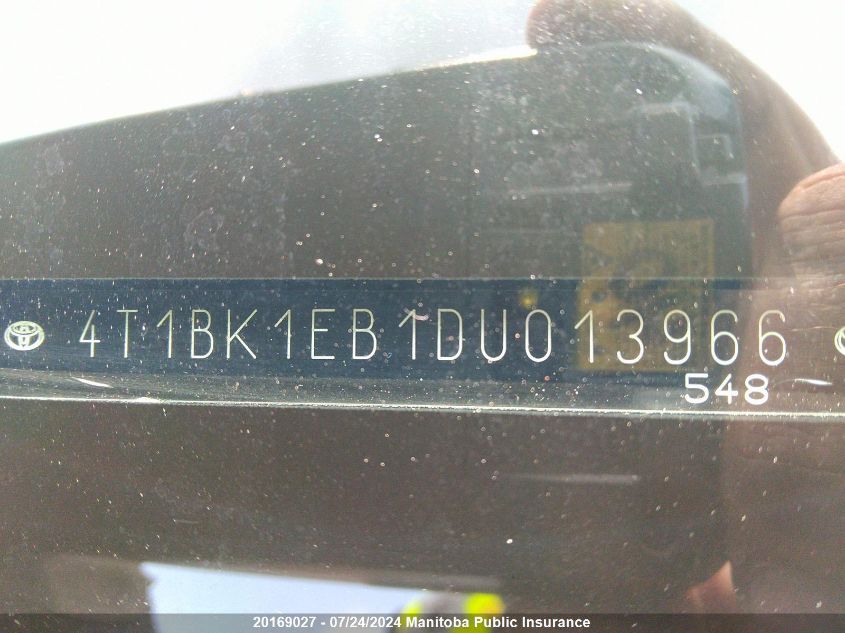 4T1BK1EB1DU013966
548
20169027 - 07/24/2024 Manitoba Public Insurance